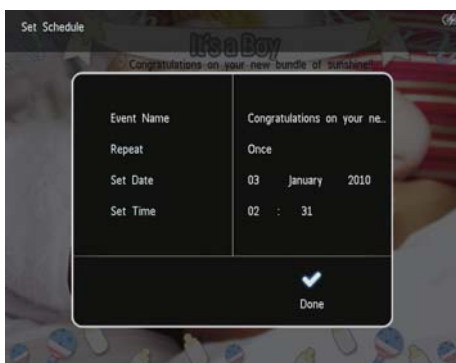 Set Schedule
It's a Boy
Congratulations on your new bundle of sunshine!!
Event Name Congratulations on your ne..
Repeat Once
Set Date 03 January 2010
Set Time 02 : 31
Done